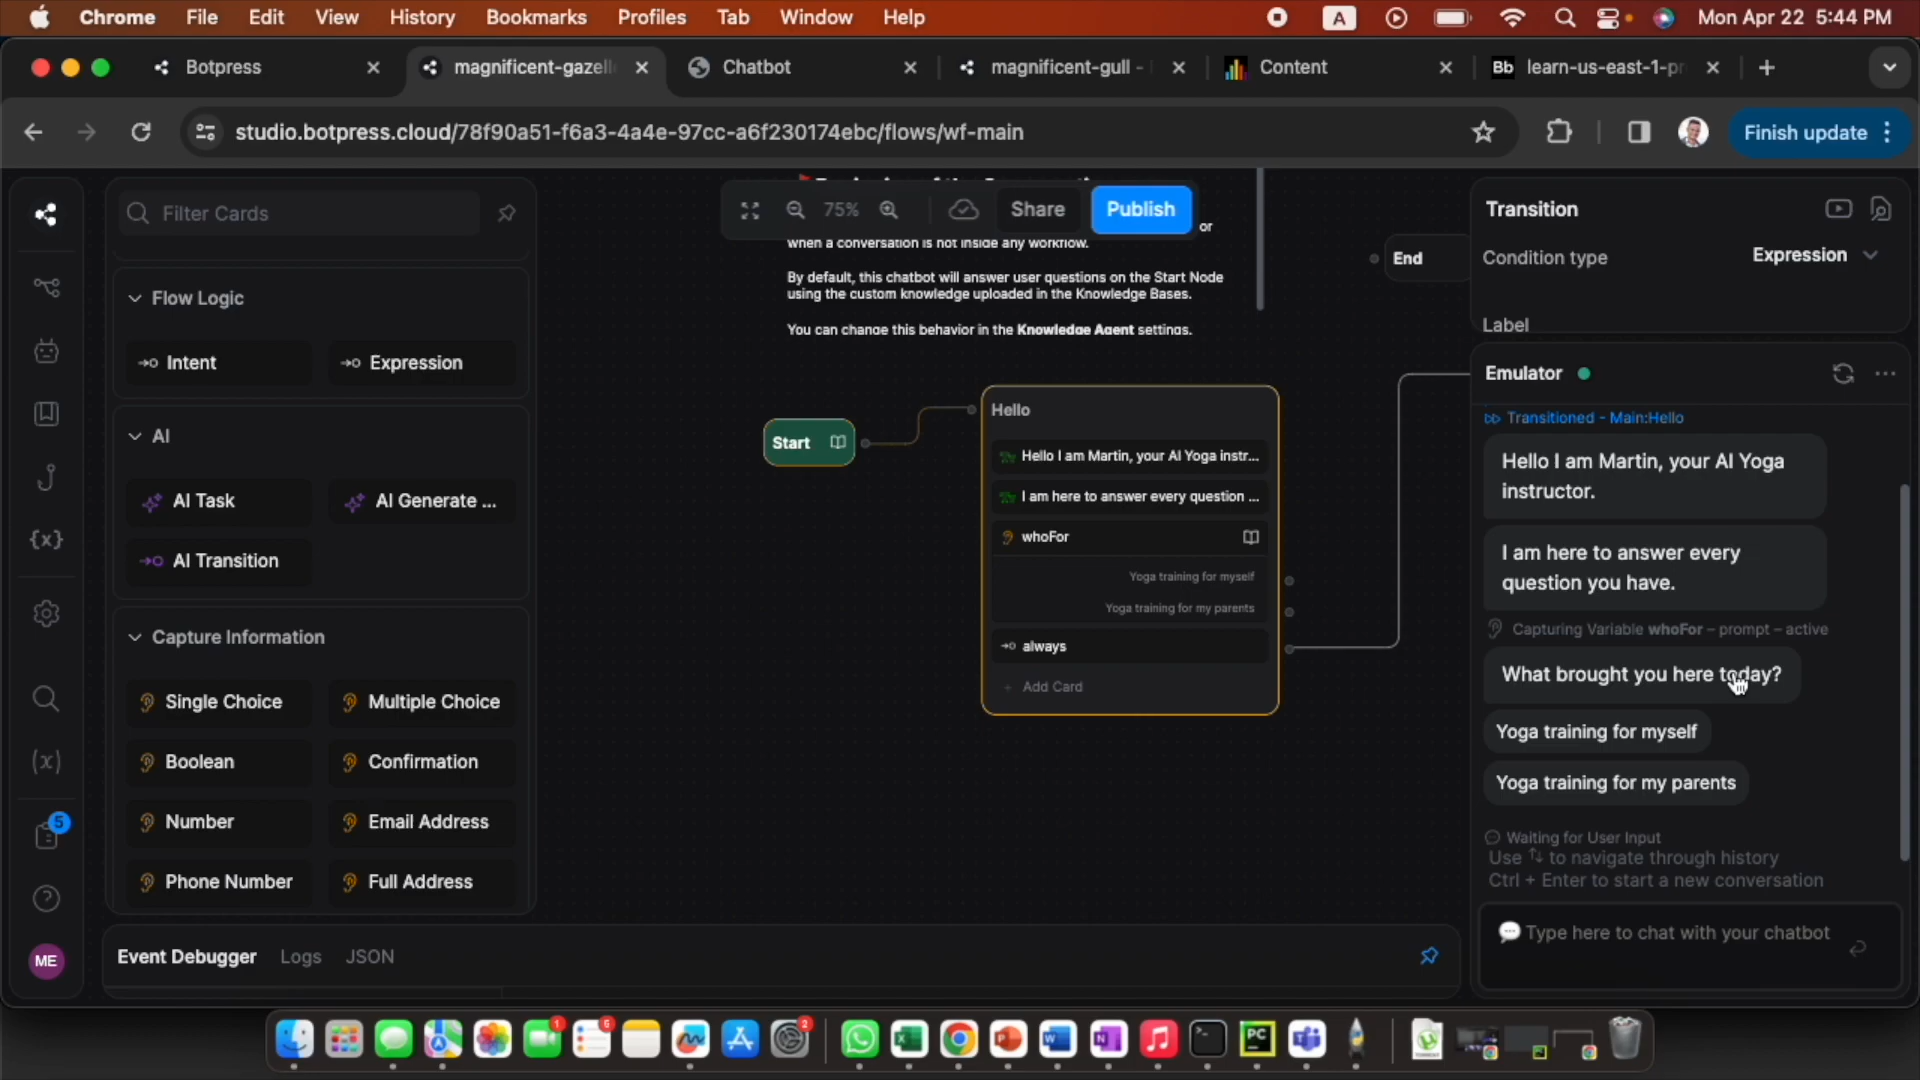 Chrome File Edit View History Bookmarks Profiles Tab Window Help A Mon Apr 22 5:44 PM
Botpress magnificent-gazell Chatbot magnificent-gull - Content Bb learn-us-east-1-pr
studio.botpress.cloud/78f90a51-f6a3-4a4e-97cc-a6f230174ebc/flows/wf-main Finish update
Filter Cards
Flow Logic
Intent Expression
AI
AI Task AI Generate ...
AI Transition
Capture Information
Single Choice Multiple Choice
Boolean Confirmation
Number Email Address
Phone Number Full Address
{x}
(x)
5
ME
75% Share Publish
or
when a conversation is not inside any workflow.
By default, this chatbot will answer user questions on the Start Node
using the custom knowledge uploaded in the Knowledge Bases.
You can change this behavior in the Knowledge Agent settings.
End
Start
Hello
Hello I am Martin, your AI Yoga instr...
I am here to answer every question ...
whoFor
Yoga training for myself
Yoga training for my parents
always
+ Add Card
Transition
Condition type Expression
Label
Emulator
Transitioned - Main:Hello
Hello I am Martin, your AI Yoga
instructor.
I am here to answer every
question you have.
Capturing Variable whoFor – prompt – active
What brought you here today?
Yoga training for myself
Yoga training for my parents
Waiting for User Input
Use ↑↓ to navigate through history
Ctrl + Enter to start a new conversation
Type here to chat with your chatbot
Event Debugger Logs JSON
1 6 2
PC